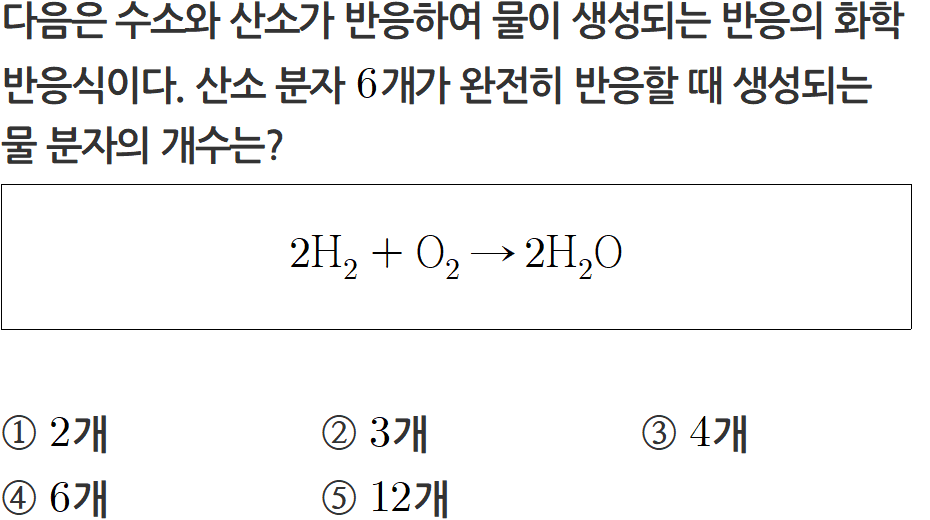 다음은 수소와 산소가 반응하여 물이 생성되는 반응의 화학
반응식이다. 산소 분자 6개가 완전히 반응할 때 생성되는
물 분자의 개수는?
2H₂ + O₂ → 2H₂O
① 2개 ② 3개 ③ 4개
④ 6개 ⑤ 12개